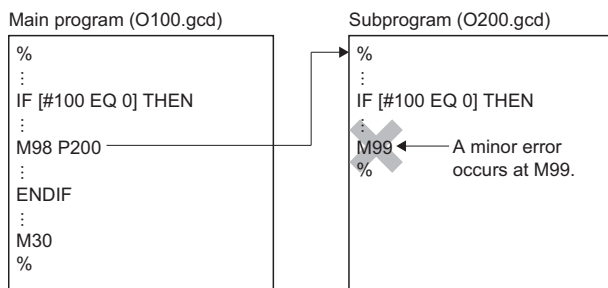 Main program (O100.gcd)
%
⋮
IF [#100 EQ 0] THEN
⋮
M98 P200
⋮
ENDIF
⋮
M30
%
Subprogram (O200.gcd)
%
⋮
IF [#100 EQ 0] THEN
⋮
M99
%
A minor error
occurs at M99.